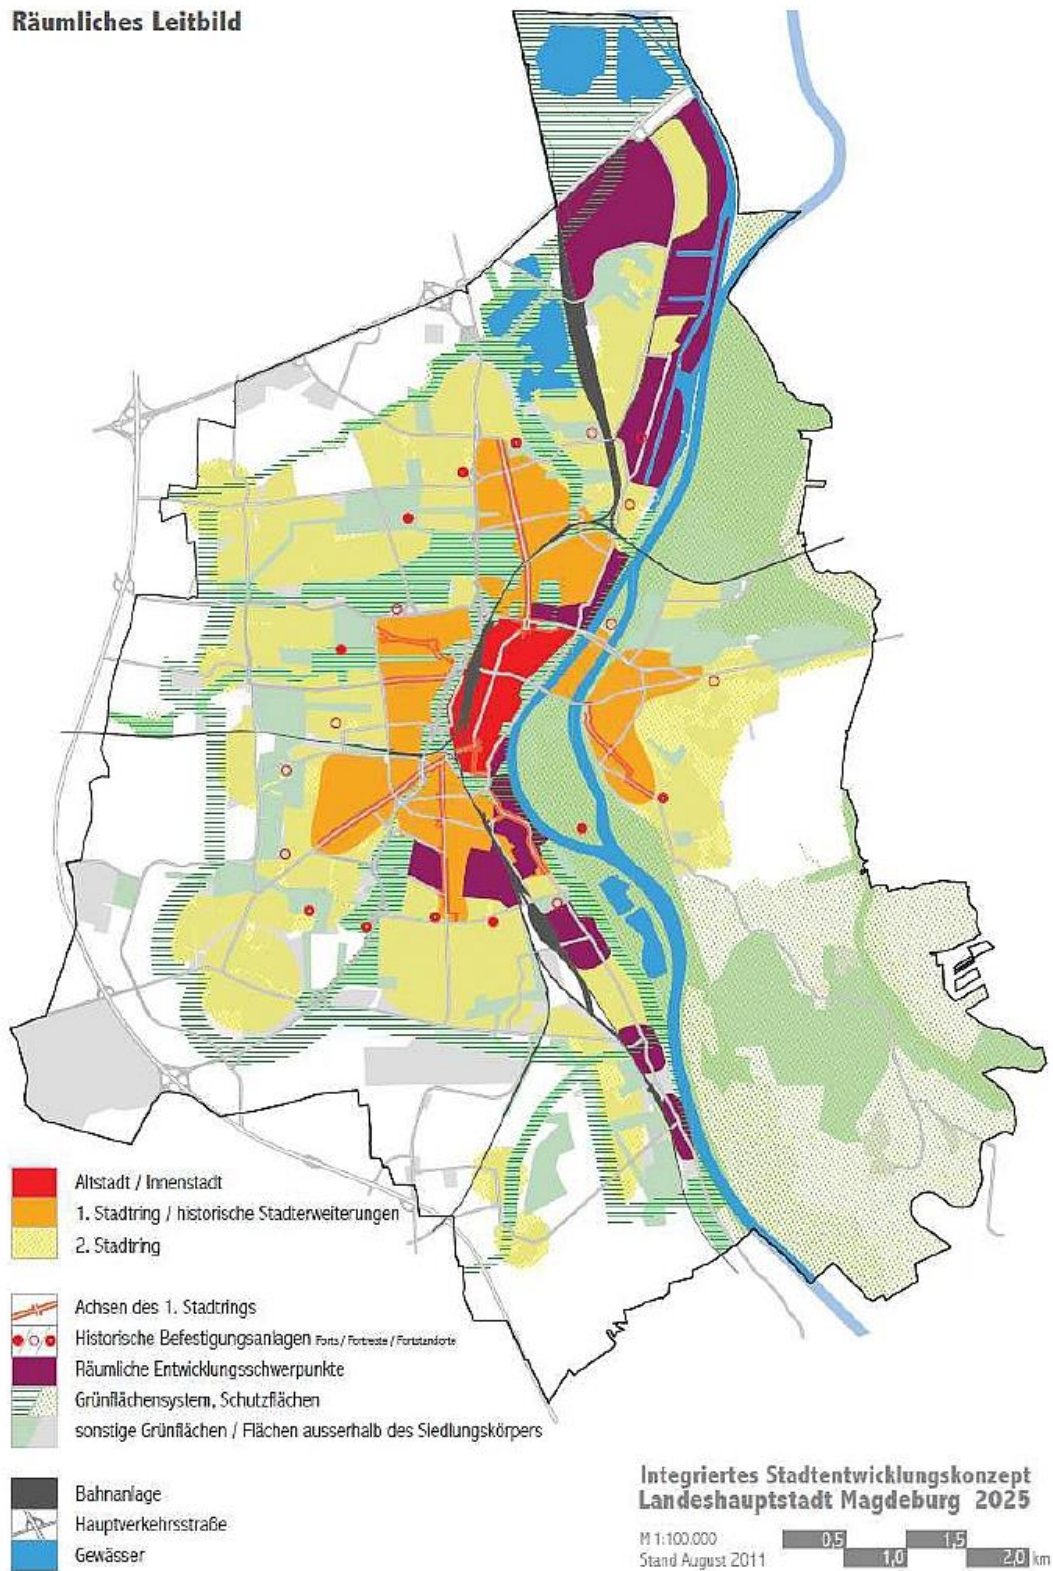 Räumliches Leitbild
Altstadt / Innenstadt
1. Stadtring / historische Stadterweiterungen
2. Stadtring
Achsen des 1. Stadtrings
Historische Befestigungsanlagen Forts / Fortreste / Fortstandorte
Räumliche Entwicklungsschwerpunkte
Grünflächensystem, Schutzflächen
sonstige Grünflächen / Flächen ausserhalb des Siedlungskörpers
Bahnanlage
Hauptverkehrsstraße
Gewässer
Integriertes Stadtentwicklungskonzept
Landeshauptstadt Magdeburg 2025
M 1:100.000
Stand August 2011
0,5 1,5
1,0 2,0 km